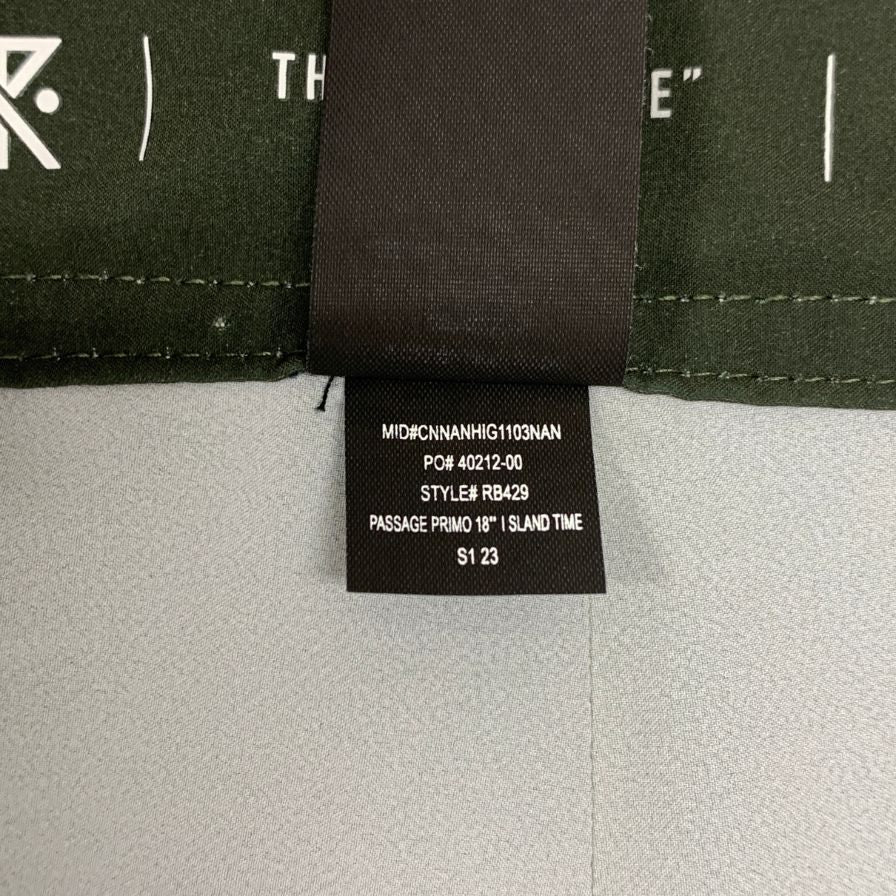 TH E"
MID#CNNANHIG1103NAN
PO# 40212-00
STYLE# RB429
PASSAGE PRIMO 18" I SLAND TIME
S1 23